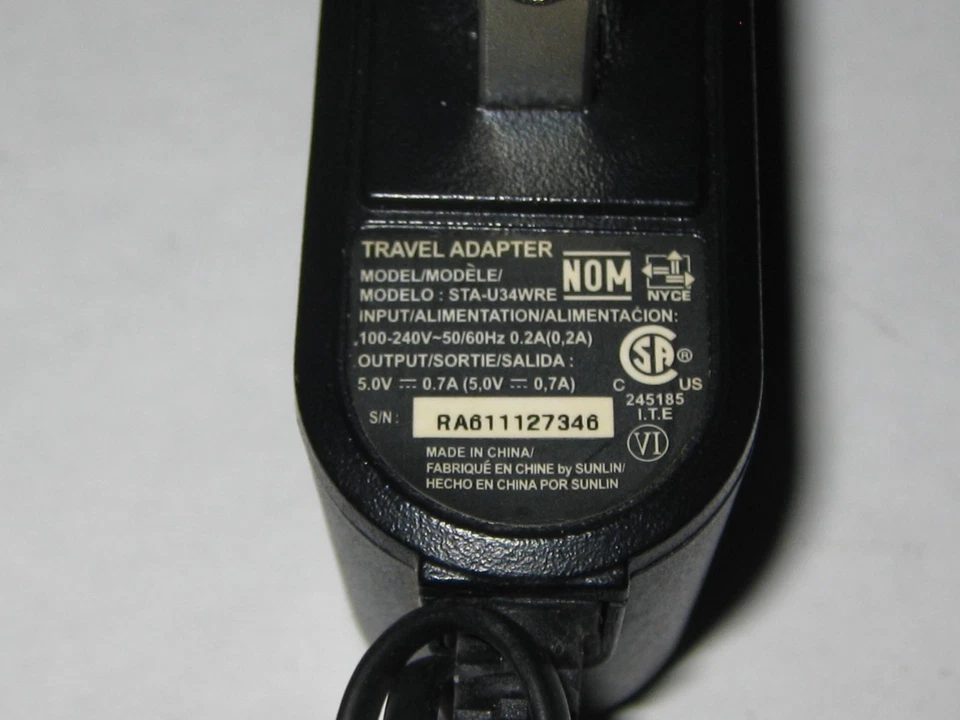 TRAVEL ADAPTER
MODEL/MODÈLE/
MODELO : STA-U34WRE
NOM
NYCE
INPUT/ALIMENTATION/ALIMENTACIÓN:
100-240V~50/60Hz 0.2A(0,2A)
OUTPUT/SORTIE/SALIDA :
5.0V ⎓ 0.7A (5,0V ⎓ 0,7A)
SA ®
C US
245185
I.T.E
VI
S/N : RA611127346
MADE IN CHINA/
FABRIQUÉ EN CHINE by SUNLIN/
HECHO EN CHINA POR SUNLIN